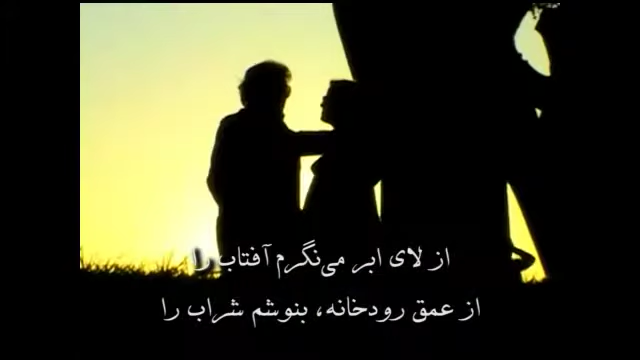 از لای ابر می‌نگرم آفتاب را
از عمق رودخانه، بنوشم شراب را